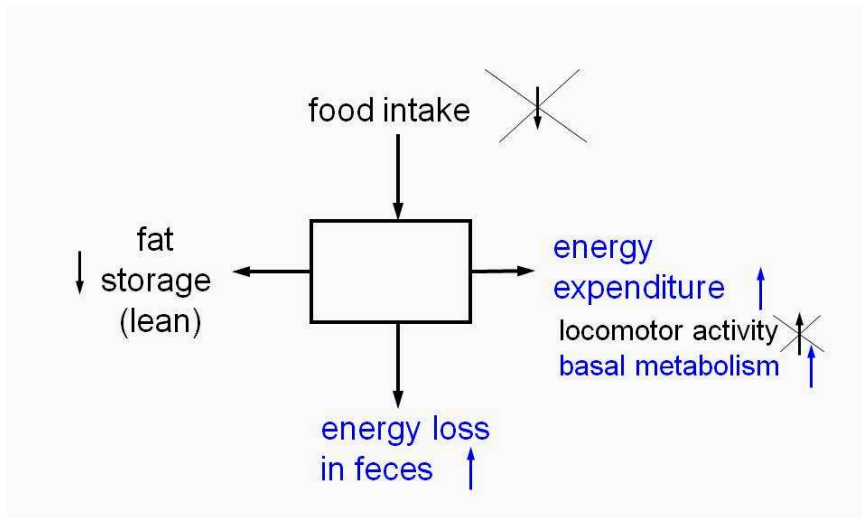 food intake
fat
storage
(lean)
energy
expenditure
locomotor activity
basal metabolism
energy loss
in feces